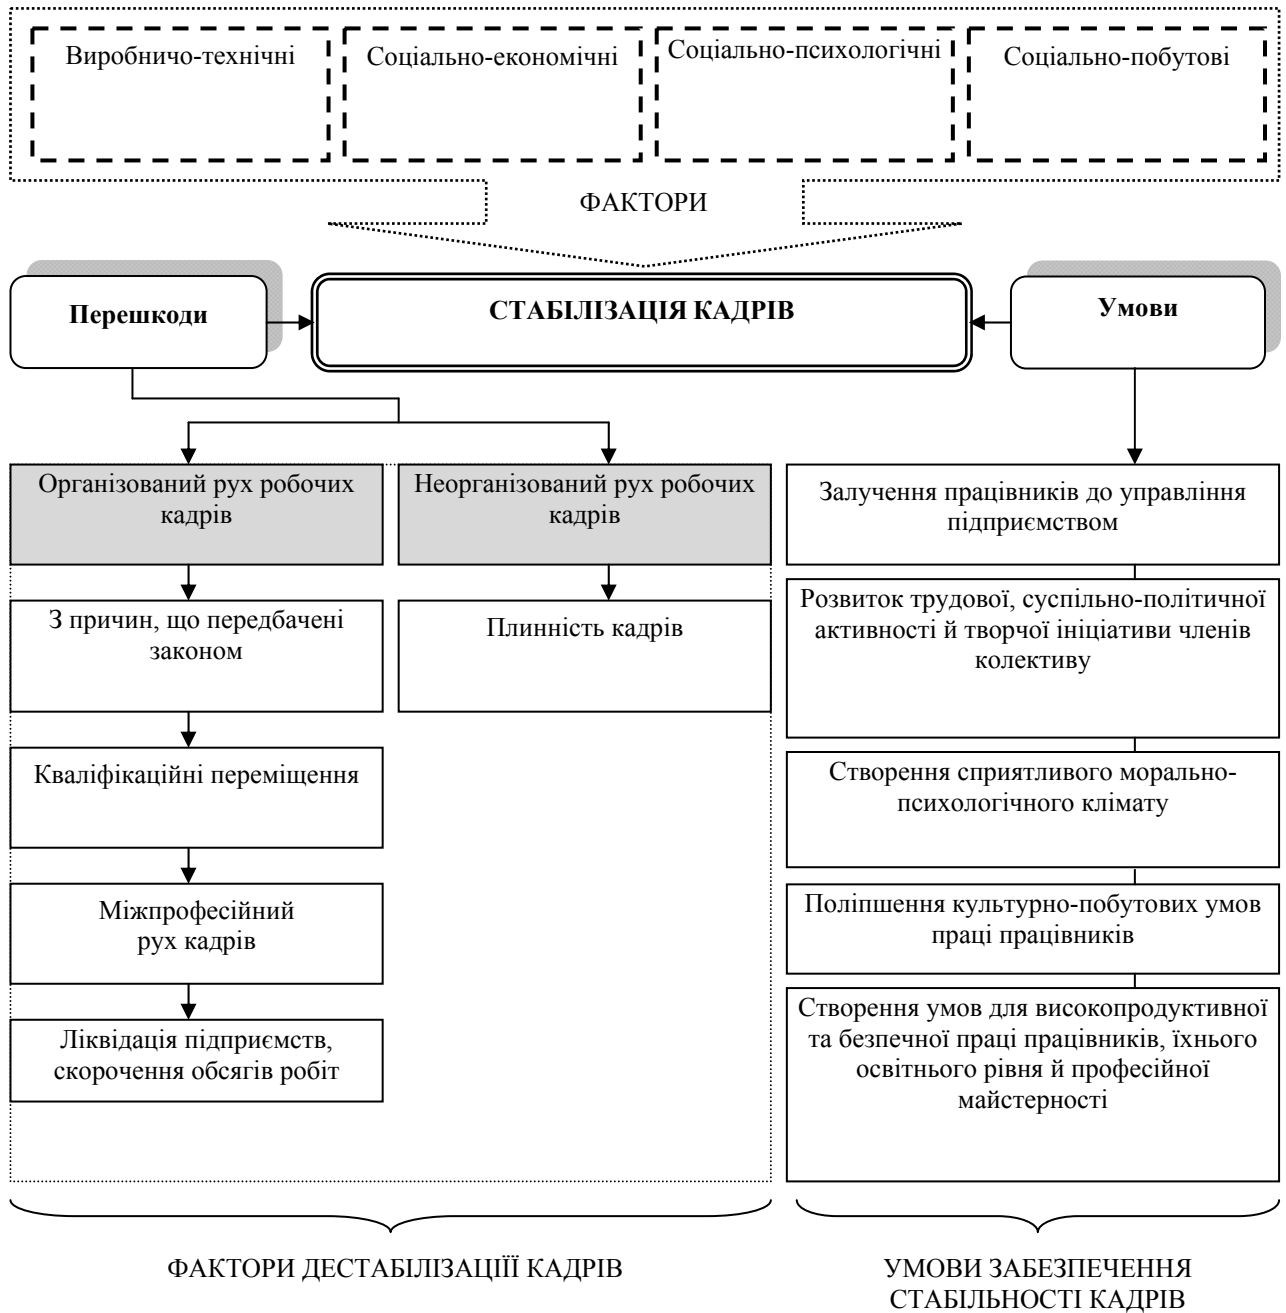 Виробничо-технічні
Соціально-економічні
Соціально-психологічні
Соціально-побутові
ФАКТОРИ
Перешкоди
СТАБІЛІЗАЦІЯ КАДРІВ
Умови
Організований рух робочих
кадрів
Неорганізований рух робочих
кадрів
З причин, що передбачені
законом
Плинність кадрів
Кваліфікаційні переміщення
Міжпрофесійний
рух кадрів
Ліквідація підприємств,
скорочення обсягів робіт
Залучення працівників до управління
підприємством
Розвиток трудової, суспільно-політичної
активності й творчої ініціативи членів
колективу
Створення сприятливого морально-
психологічного клімату
Поліпшення культурно-побутових умов
праці працівників
Створення умов для високопродуктивної
та безпечної праці працівників, їхнього
освітнього рівня й професійної
майстерності
ФАКТОРИ ДЕСТАБІЛІЗАЦІЇЇ КАДРІВ
УМОВИ ЗАБЕЗПЕЧЕННЯ
СТАБІЛЬНОСТІ КАДРІВ